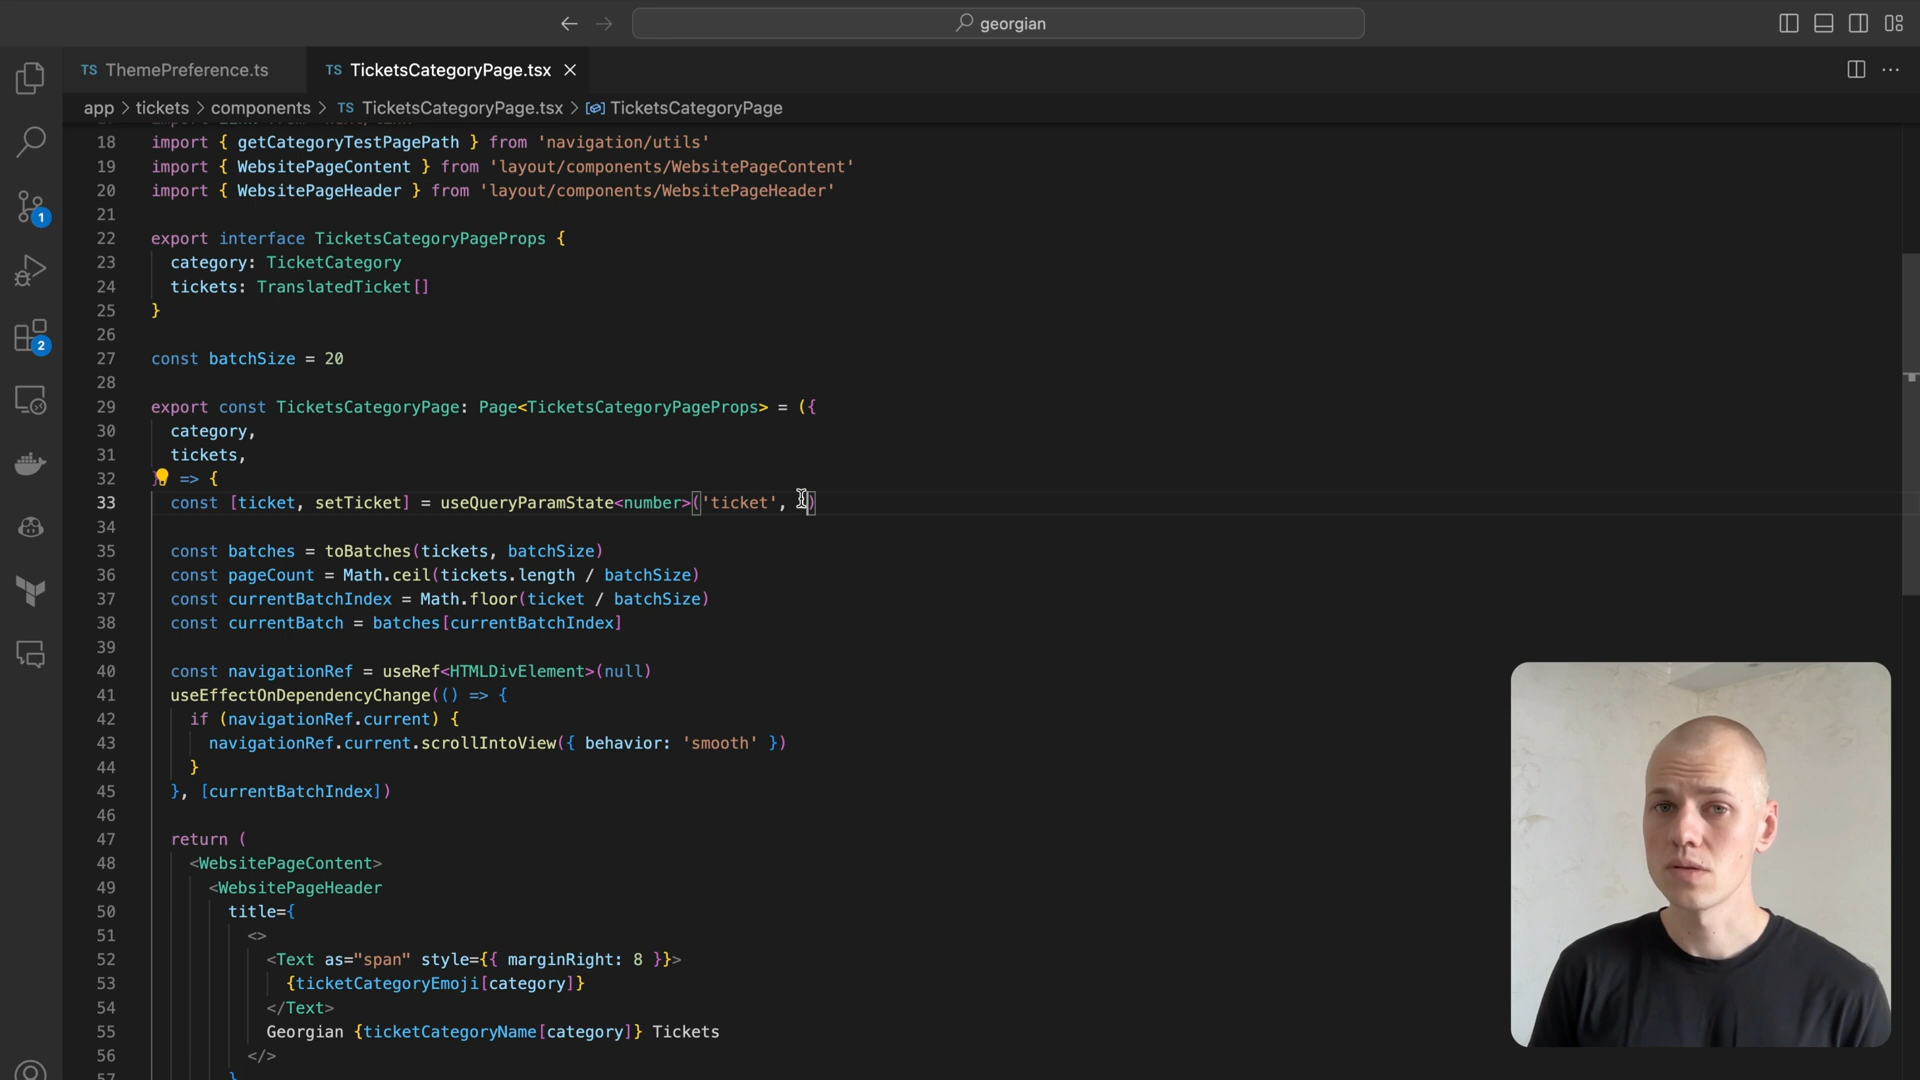 georgian
TS ThemePreference.ts
TS TicketsCategoryPage.tsx
app > tickets > components > TS TicketsCategoryPage.tsx > TicketsCategoryPage
18 import { getCategoryTestPagePath } from 'navigation/utils'
19 import { WebsitePageContent } from 'layout/components/WebsitePageContent'
20 import { WebsitePageHeader } from 'layout/components/WebsitePageHeader'
21
22 export interface TicketsCategoryPageProps {
23 category: TicketCategory
24 tickets: TranslatedTicket[]
25 }
26
27 const batchSize = 20
28
29 export const TicketsCategoryPage: Page<TicketsCategoryPageProps> = ({
30 category,
31 tickets,
32 }) => {
33 const [ticket, setTicket] = useQueryParamState<number>('ticket', )
34
35 const batches = toBatches(tickets, batchSize)
36 const pageCount = Math.ceil(tickets.length / batchSize)
37 const currentBatchIndex = Math.floor(ticket / batchSize)
38 const currentBatch = batches[currentBatchIndex]
39
40 const navigationRef = useRef<HTMLDivElement>(null)
41 useEffectOnDependencyChange(() => {
42 if (navigationRef.current) {
43 navigationRef.current.scrollIntoView({ behavior: 'smooth' })
44 }
45 }, [currentBatchIndex])
46
47 return (
48 <WebsitePageContent>
49 <WebsitePageHeader
50 title={
51 <>
52 <Text as="span" style={{ marginRight: 8 }}>
53 {ticketCategoryEmoji[category]}
54 </Text>
55 Georgian {ticketCategoryName[category]} Tickets
56 </>
57 }
1
2